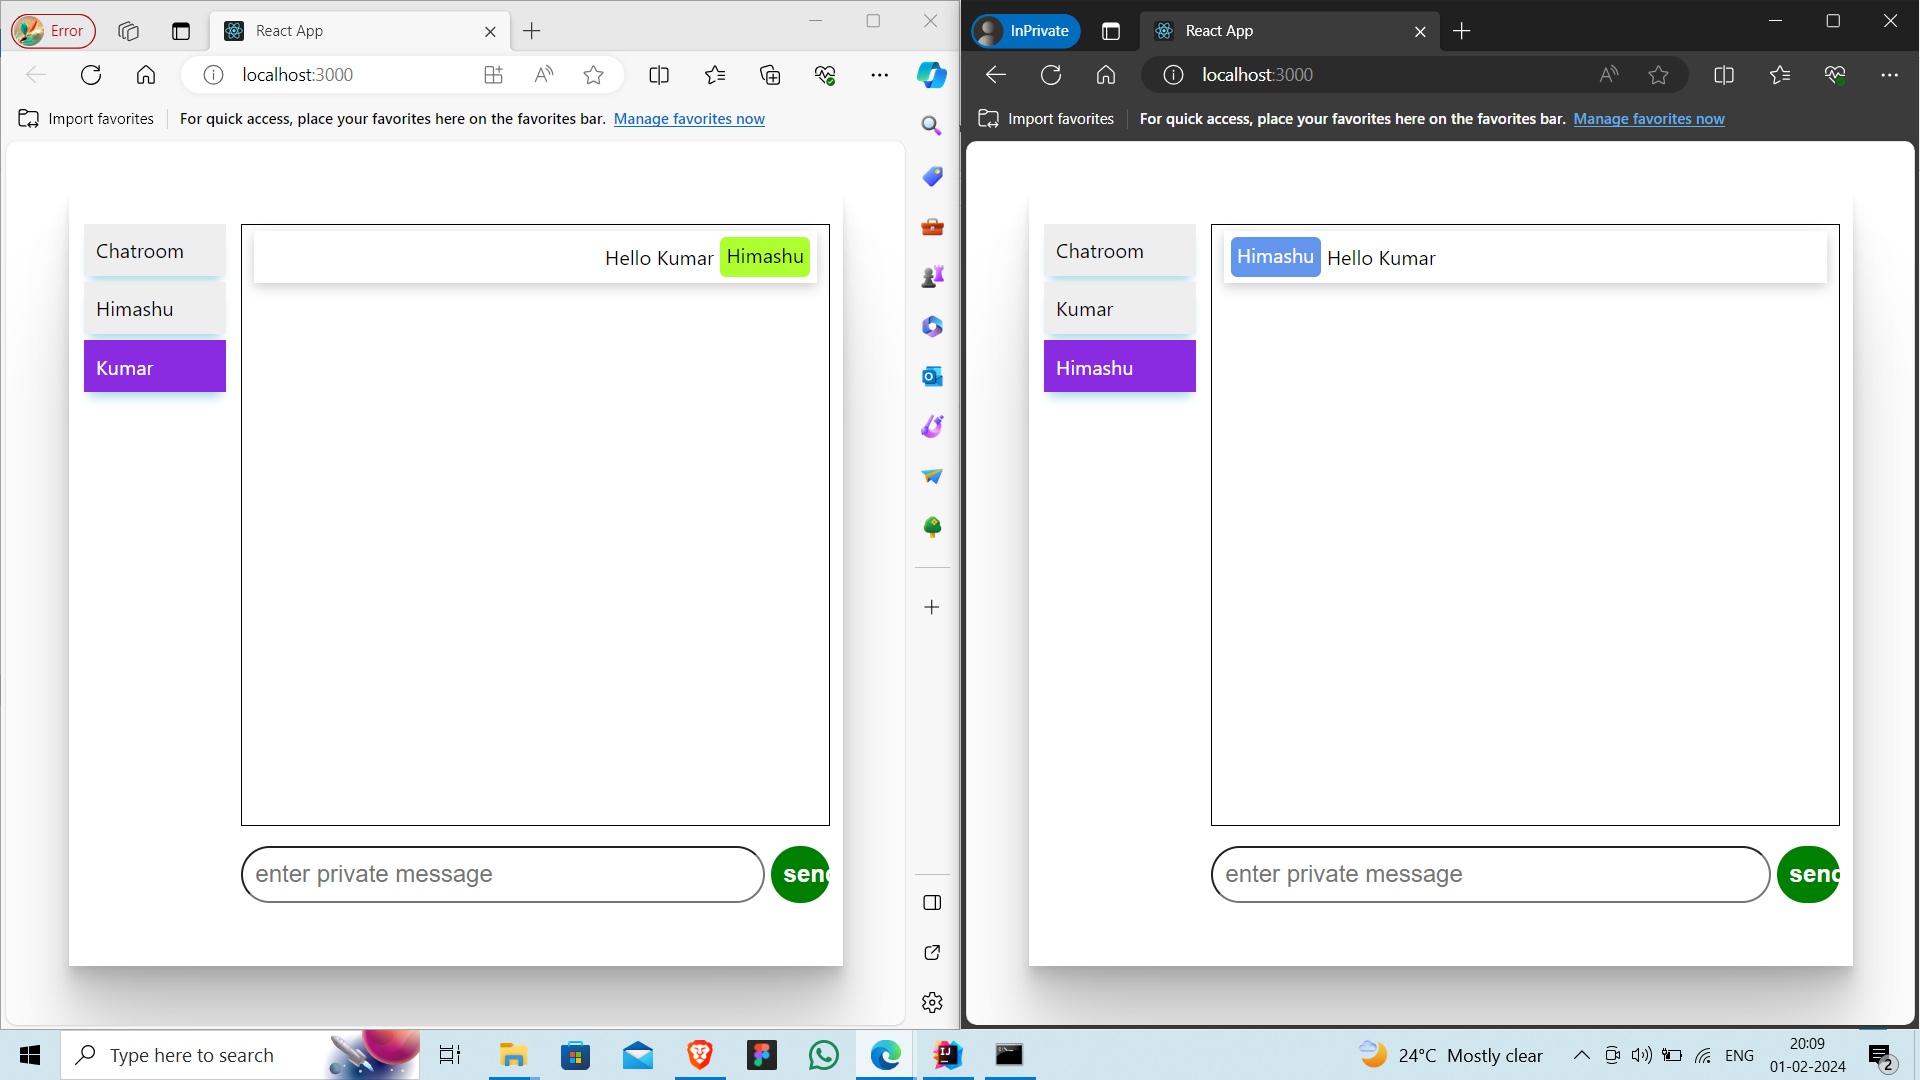 Error
React App
localhost:3000
Import favorites
For quick access, place your favorites here on the favorites bar. Manage favorites now
Chatroom
Himashu
Kumar
Hello Kumar Himashu
enter private message
send
InPrivate
React App
localhost:3000
Import favorites
For quick access, place your favorites here on the favorites bar. Manage favorites now
Chatroom
Kumar
Himashu
Himashu Hello Kumar
enter private message
send
Type here to search
24°C Mostly clear
ENG
20:09
01-02-2024
2